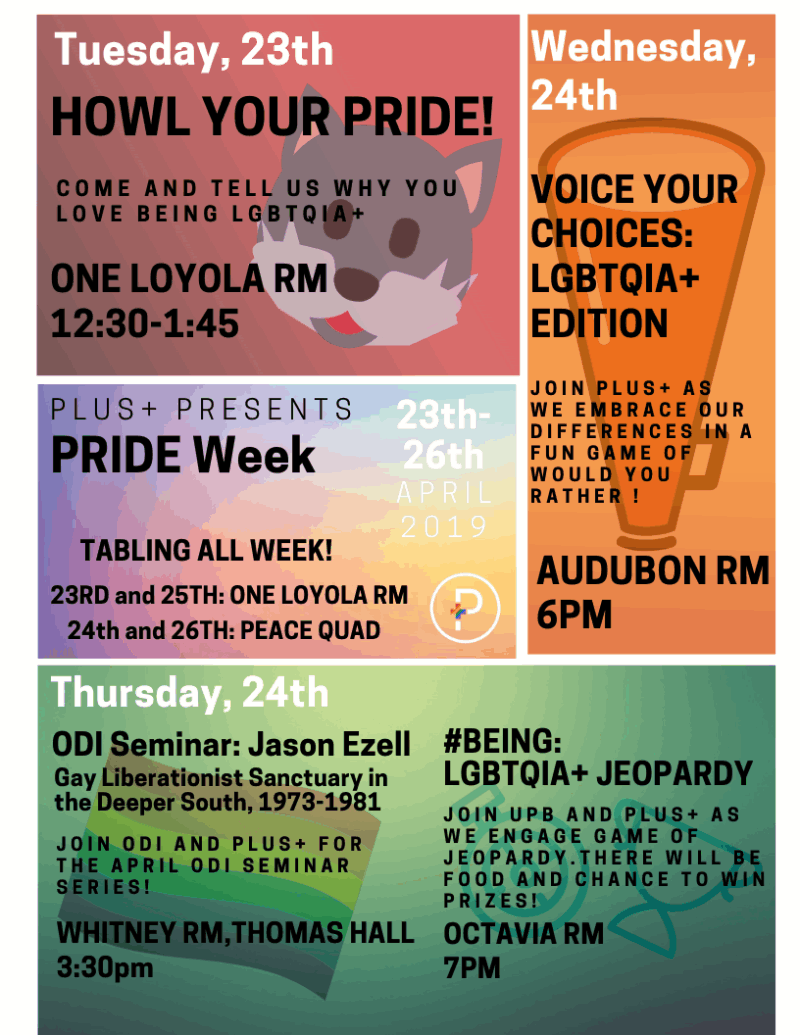 Tuesday, 23th
HOWL YOUR PRIDE!
COME AND TELL US WHY YOU
LOVE BEING LGBTQIA+
ONE LOYOLA RM
12:30-1:45
Wednesday,
24th
VOICE YOUR
CHOICES:
LGBTQIA+
EDITION
JOIN PLUS+ AS
WE EMBRACE OUR
DIFFERENCES IN A
FUN GAME OF
WOULD YOU
RATHER !
AUDUBON RM
6PM
PLUS+ PRESENTS
PRIDE Week
23th-
26th
APRIL
2019
TABLING ALL WEEK!
23RD and 25TH: ONE LOYOLA RM
24th and 26TH: PEACE QUAD
P
Thursday, 24th
ODI Seminar: Jason Ezell
Gay Liberationist Sanctuary in
the Deeper South, 1973-1981
JOIN ODI AND PLUS+ FOR
THE APRIL ODI SEMINAR
SERIES!
WHITNEY RM,THOMAS HALL
3:30pm
#BEING:
LGBTQIA+ JEOPARDY
JOIN UPB AND PLUS+ AS
WE ENGAGE GAME OF
JEOPARDY.THERE WILL BE
FOOD AND CHANCE TO WIN
PRIZES!
OCTAVIA RM
7PM